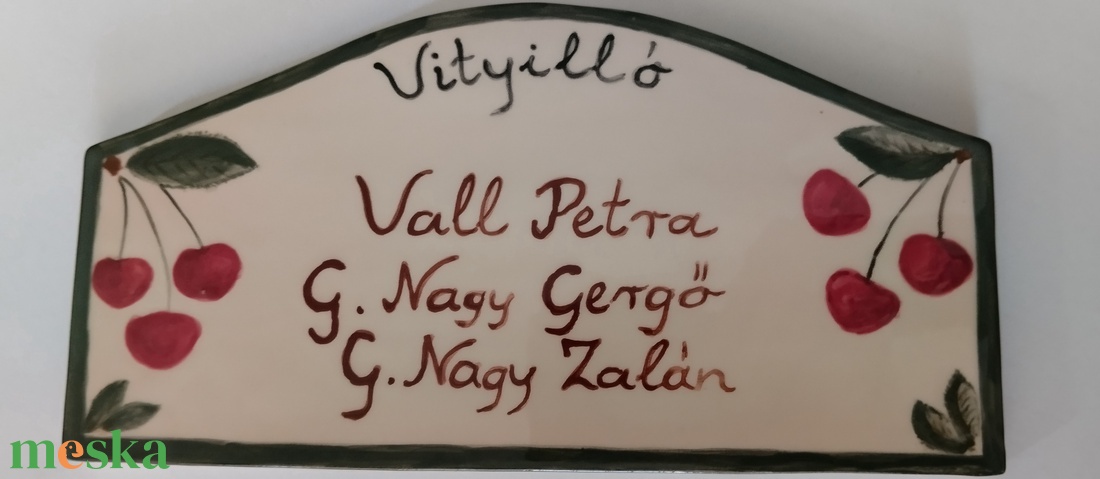 Vityilló
Vall Petra
G. Nagy Gergő
G. Nagy Zalán
meska